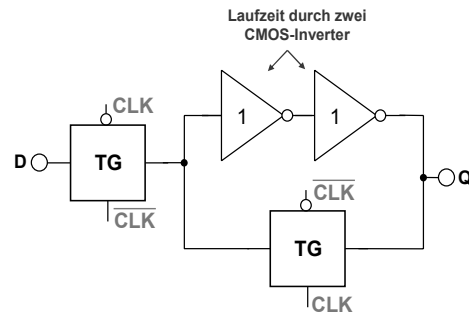 Laufzeit durch zwei
CMOS-Inverter
CLK
1
1
D
TG
CLK
CLK
Q
TG
CLK